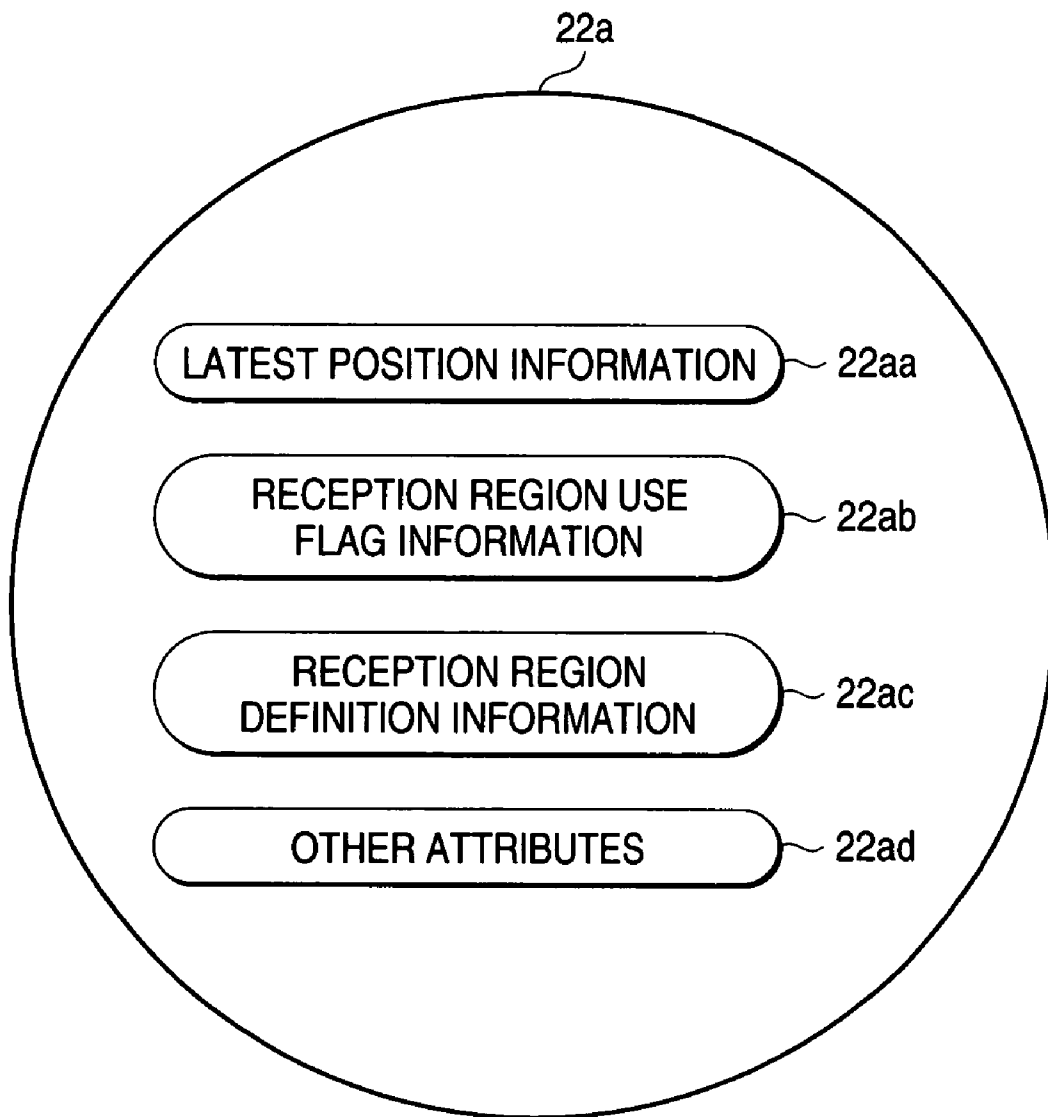 22a
LATEST POSITION INFORMATION
22aa
RECEPTION REGION USE
FLAG INFORMATION
22ab
RECEPTION REGION
DEFINITION INFORMATION
22ac
OTHER ATTRIBUTES
22ad